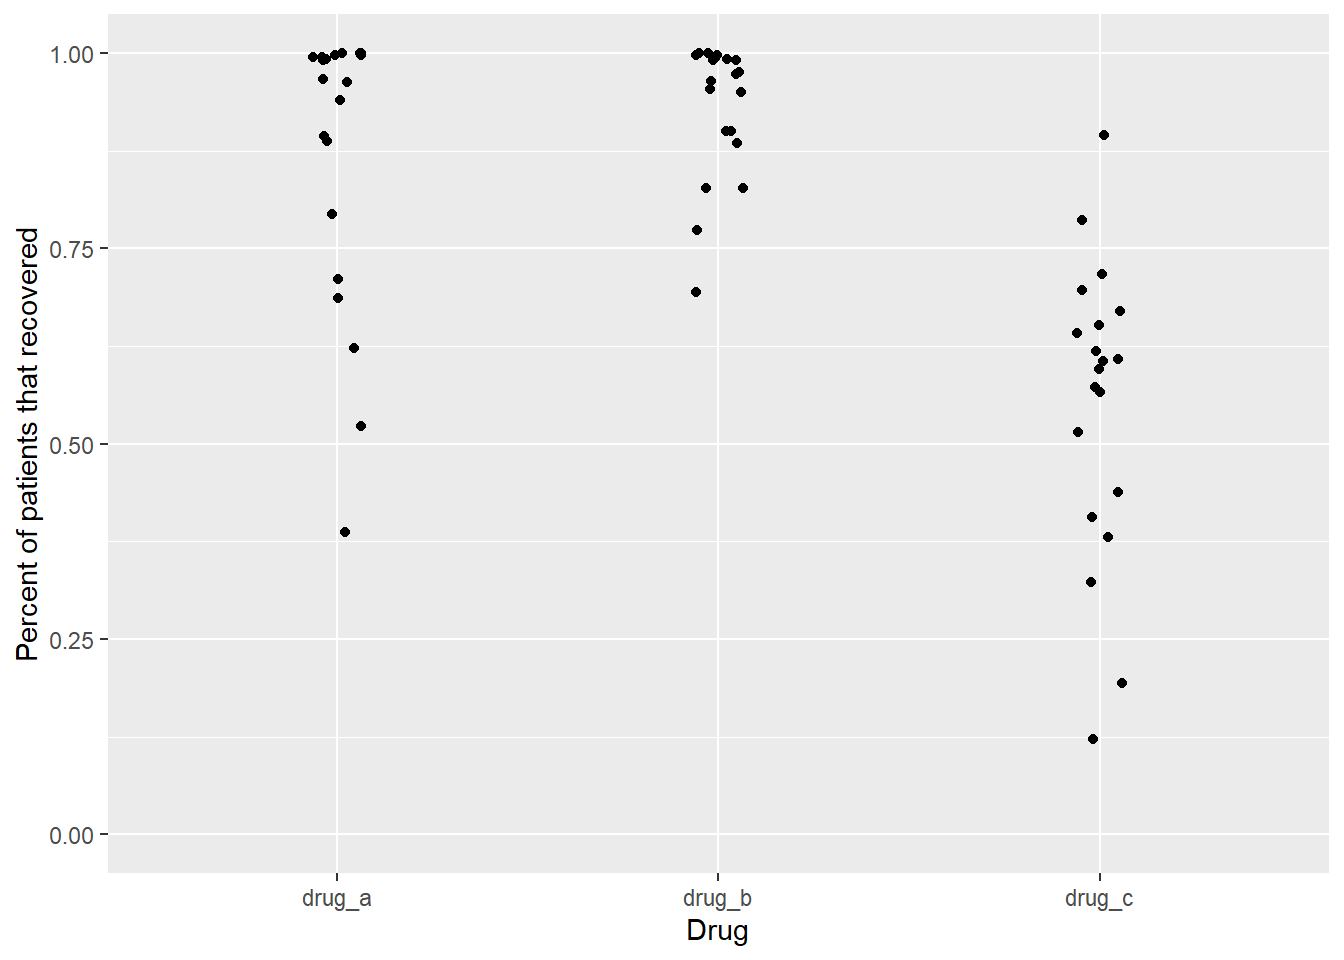 Percent of patients that recovered
1.00
0.75
0.50
0.25
0.00
drug_a
drug_b
drug_c
Drug